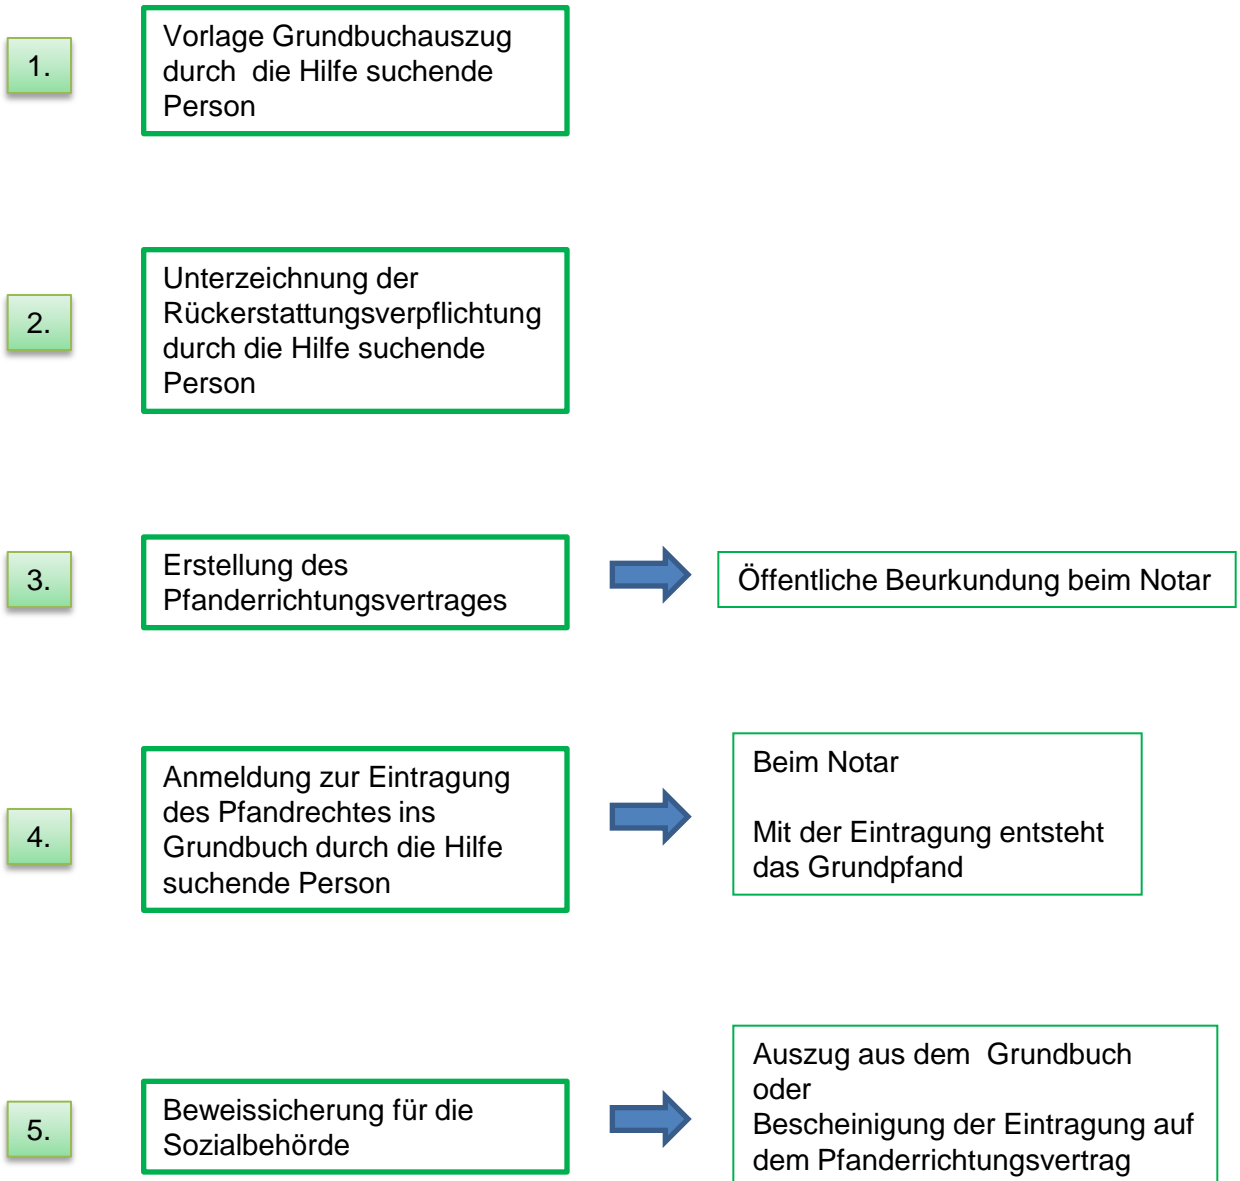 1.
Vorlage Grundbuchauszug
durch die Hilfe suchende
Person
2.
Unterzeichnung der
Rückerstattungsverpflichtung
durch die Hilfe suchende
Person
3.
Erstellung des
Pfanderrichtungsvertrages
Öffentliche Beurkundung beim Notar
4.
Anmeldung zur Eintragung
des Pfandrechtes ins
Grundbuch durch die Hilfe
suchende Person
Beim Notar
Mit der Eintragung entsteht
das Grundpfand
5.
Beweissicherung für die
Sozialbehörde
Auszug aus dem Grundbuch
oder
Bescheinigung der Eintragung auf
dem Pfanderrichtungsvertrag